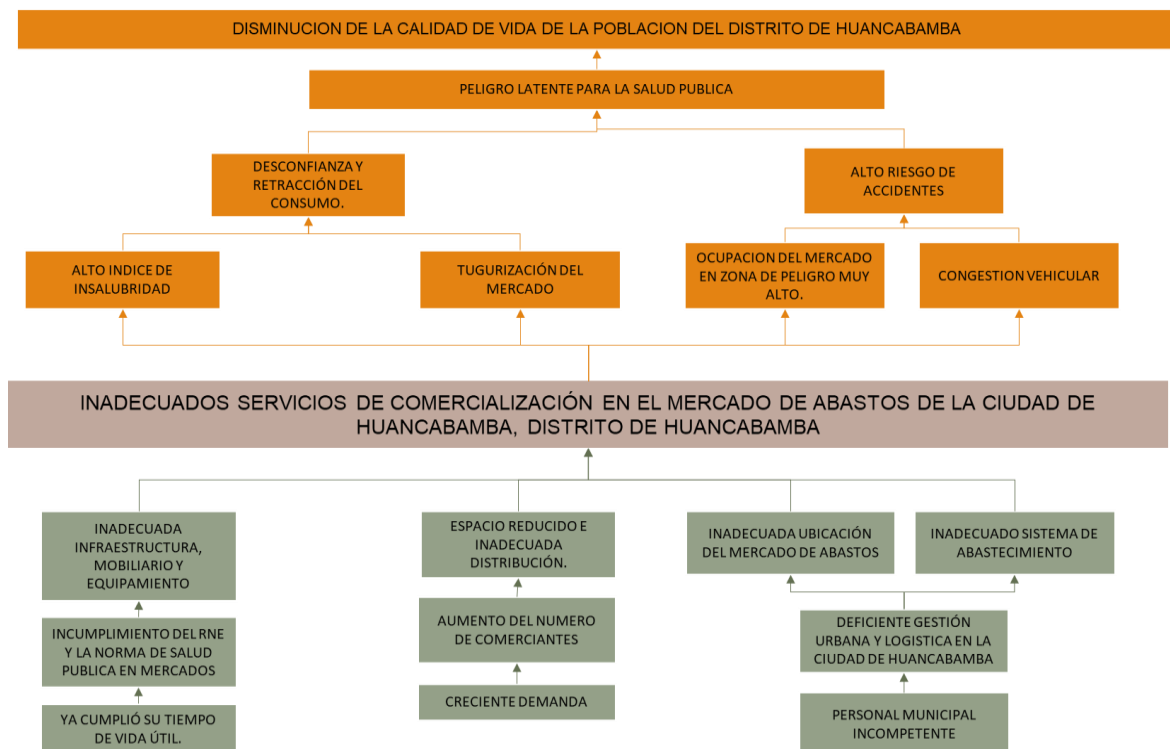 DISMINUCION DE LA CALIDAD DE VIDA DE LA POBLACION DEL DISTRITO DE HUANCABAMBA
PELIGRO LATENTE PARA LA SALUD PUBLICA
DESCONFIANZA Y
RETRACCIÓN DEL
CONSUMO.
ALTO RIESGO DE
ACCIDENTES
ALTO INDICE DE
INSALUBRIDAD
TUGURIZACIÓN DEL
MERCADO
OCUPACION DEL MERCADO
EN ZONA DE PELIGRO MUY
ALTO.
CONGESTION VEHICULAR
INADECUADOS SERVICIOS DE COMERCIALIZACIÓN EN EL MERCADO DE ABASTOS DE LA CIUDAD DE
HUANCABAMBA, DISTRITO DE HUANCABAMBA
INADECUADA
INFRAESTRUCTURA,
MOBILIARIO Y
EQUIPAMIENTO
ESPACIO REDUCIDO E
INADECUADA
DISTRIBUCIÓN.
INADECUADA UBICACIÓN
DEL MERCADO DE ABASTOS
INADECUADO SISTEMA DE
ABASTECIMIENTO
INCUMPLIMIENTO DEL RNE
Y LA NORMA DE SALUD
PUBLICA EN MERCADOS
AUMENTO DEL NUMERO
DE COMERCIANTES
DEFICIENTE GESTIÓN
URBANA Y LOGISTICA EN LA
CIUDAD DE HUANCABAMBA
YA CUMPLIÓ SU TIEMPO
DE VIDA ÚTIL.
CRECIENTE DEMANDA
PERSONAL MUNICIPAL
INCOMPETENTE